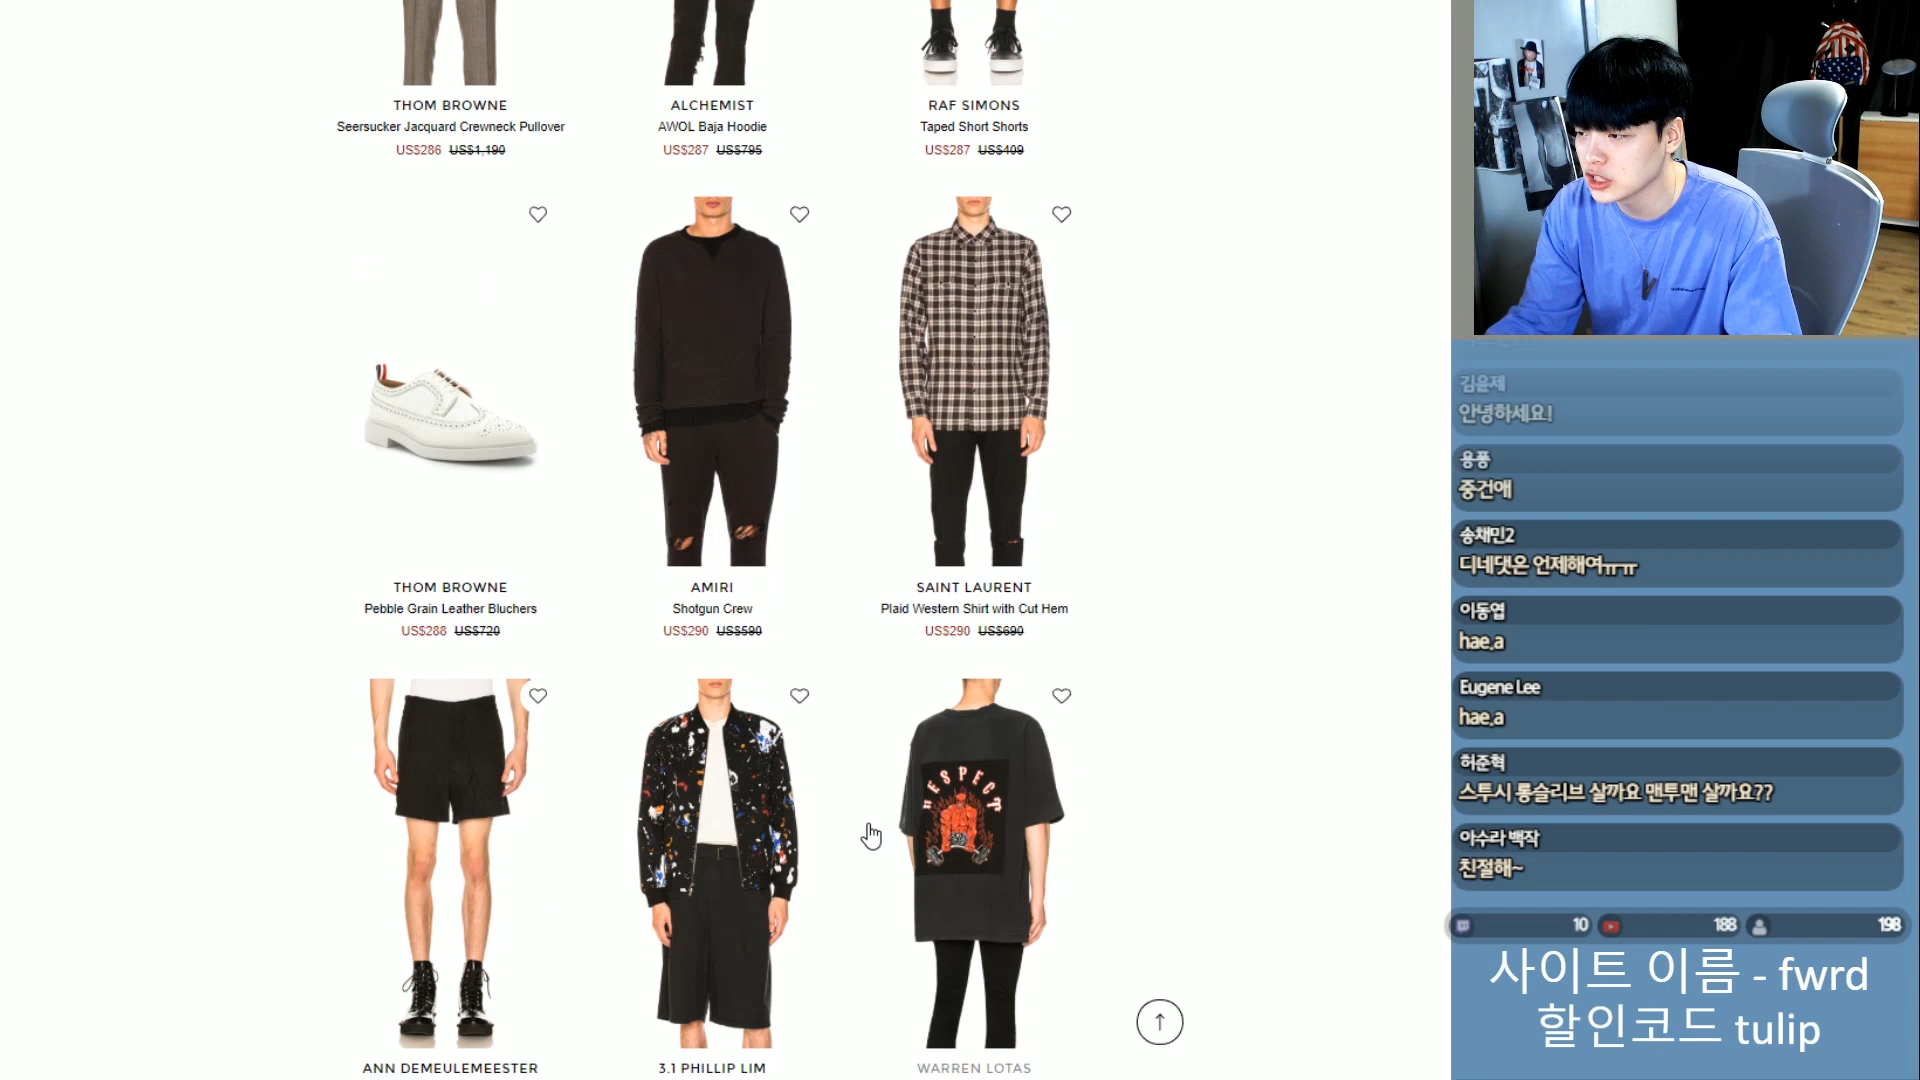 THOM BROWNE
Seersucker Jacquard Crewneck Pullover
US$286 US$1,190
ALCHEMIST
AWOL Baja Hoodie
US$287 US$795
RAF SIMONS
Taped Short Shorts
US$287 US$409
THOM BROWNE
Pebble Grain Leather Bluchers
US$288 US$720
AMIRI
Shotgun Crew
US$290 US$590
SAINT LAURENT
Plaid Western Shirt with Cut Hem
US$290 US$690
RESPECT
ANN DEMEULEMEESTER
3.1 PHILLIP LIM
WARREN LOTAS
김윤제
안녕하세요!
용풍
중건애
송채민2
디네댓은 언제해여ㅠㅠ
이동엽
hae.a
Eugene Lee
hae.a
허준혁
스투시 롱슬리브 살까요 맨투맨 살까요??
아수라 백작
친절해~
10 188 198
사이트 이름 - fwrd
할인코드 tulip